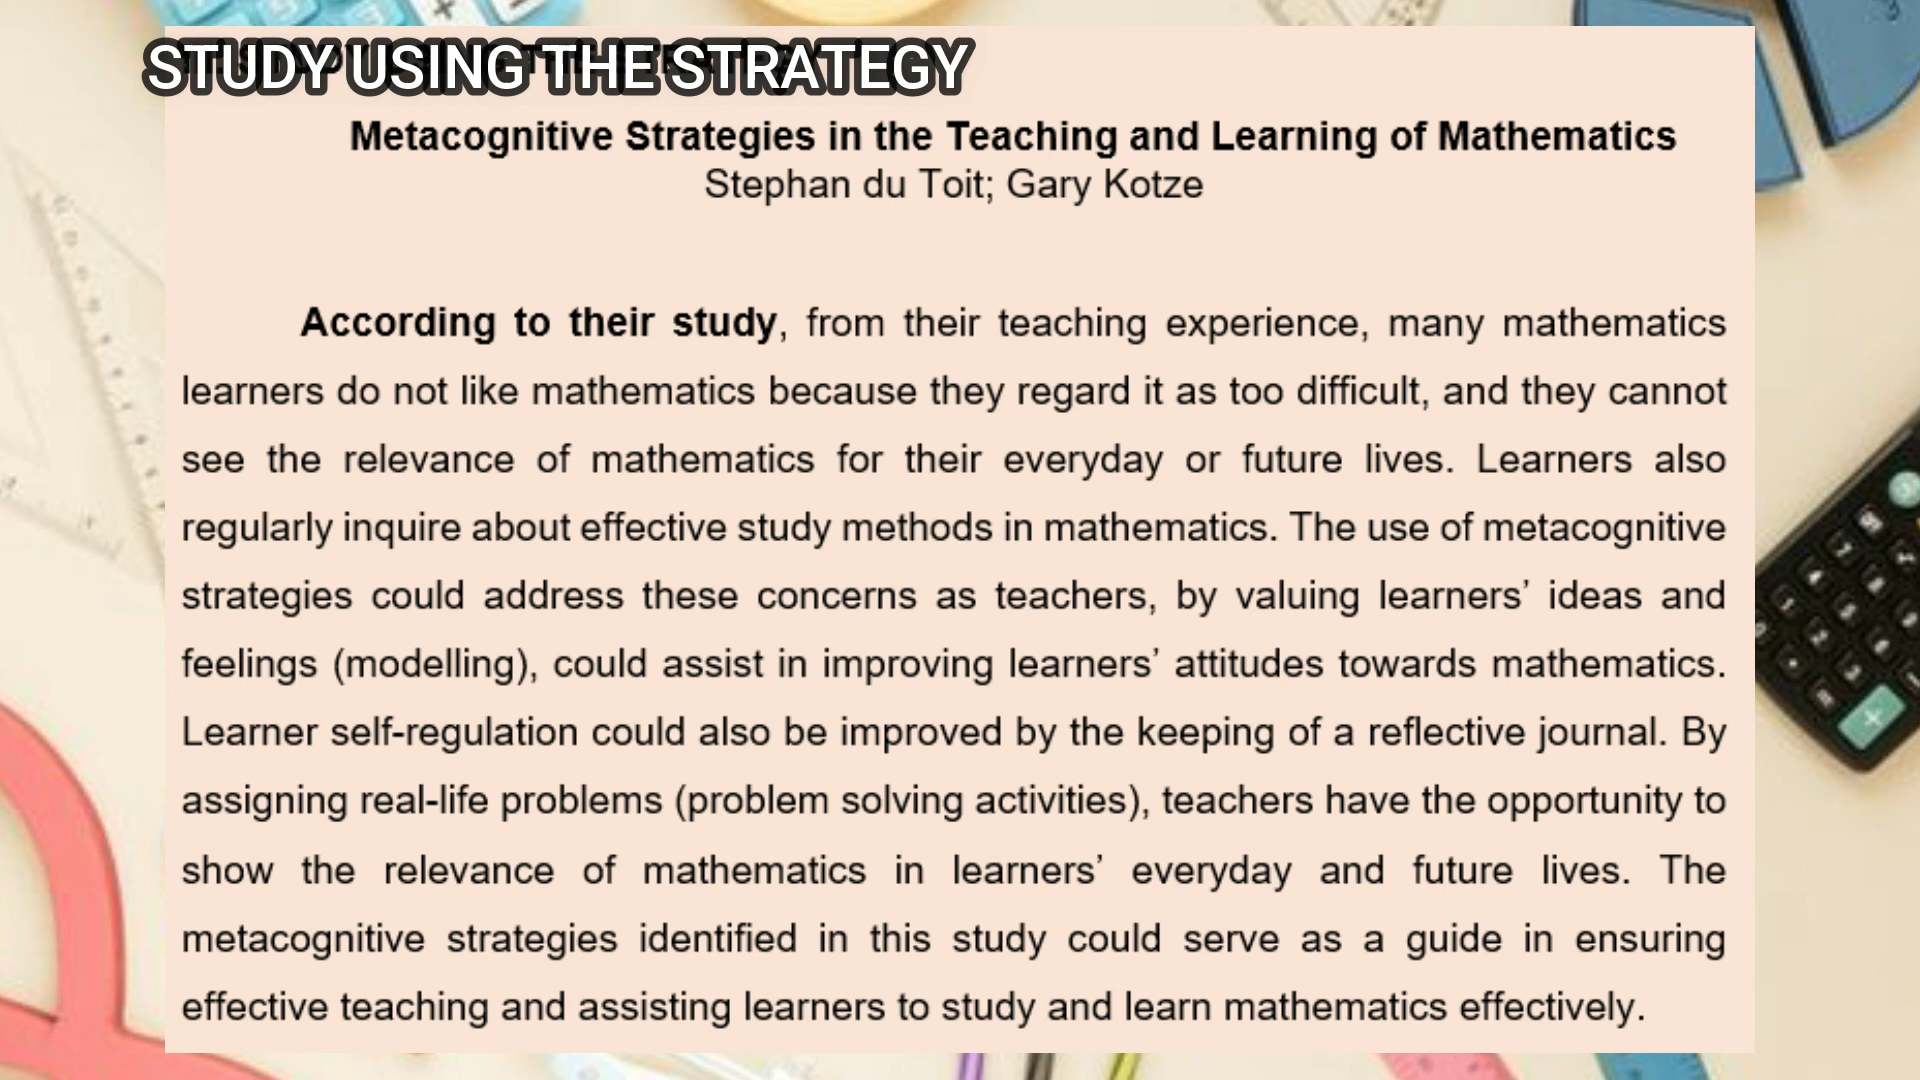 STUDY USING THE STRATEGY
Metacognitive Strategies in the Teaching and Learning of Mathematics
Stephan du Toit; Gary Kotze
According to their study, from their teaching experience, many mathematics
learners do not like mathematics because they regard it as too difficult, and they cannot
see the relevance of mathematics for their everyday or future lives. Learners also
regularly inquire about effective study methods in mathematics. The use of metacognitive
strategies could address these concerns as teachers, by valuing learners’ ideas and
feelings (modelling), could assist in improving learners’ attitudes towards mathematics.
Learner self-regulation could also be improved by the keeping of a reflective journal. By
assigning real-life problems (problem solving activities), teachers have the opportunity to
show the relevance of mathematics in learners’ everyday and future lives. The
metacognitive strategies identified in this study could serve as a guide in ensuring
effective teaching and assisting learners to study and learn mathematics effectively.